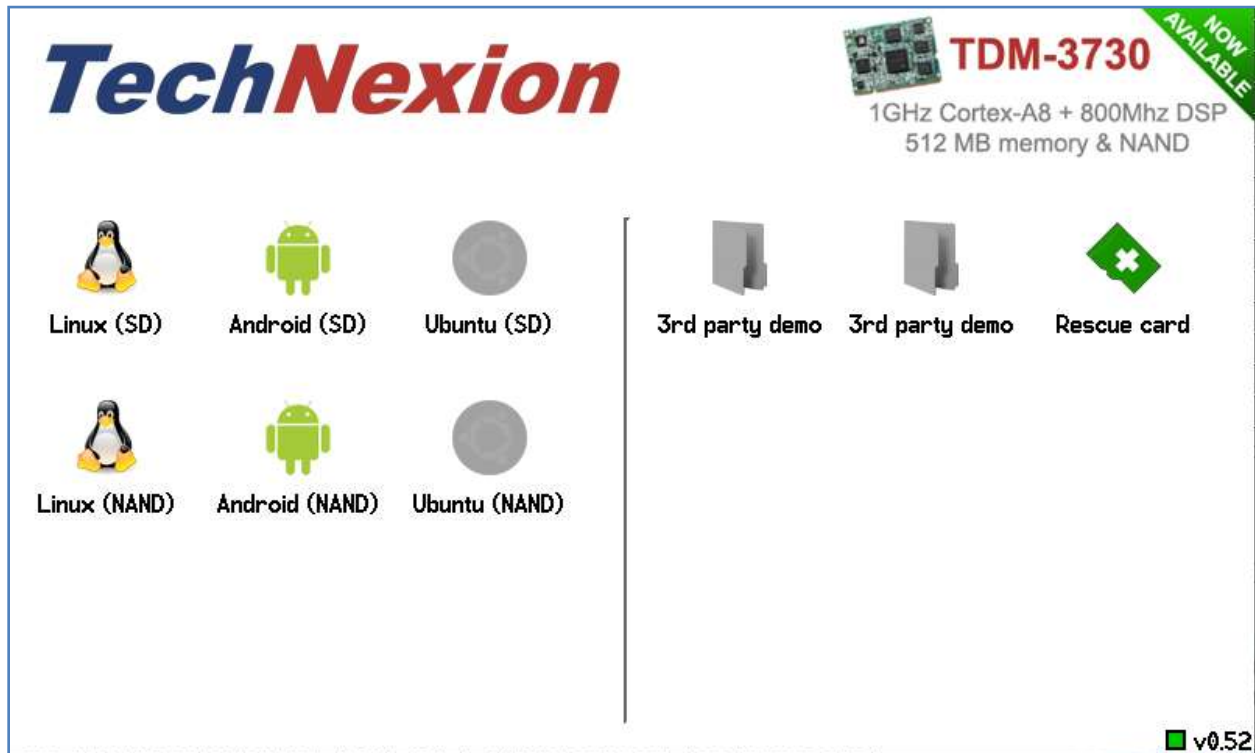 TechNexion
TDM-3730
NOW
AVAILABLE
1GHz Cortex-A8 + 800Mhz DSP
512 MB memory & NAND
Linux (SD)
Android (SD)
Ubuntu (SD)
3rd party demo
3rd party demo
Rescue card
Linux (NAND)
Android (NAND)
Ubuntu (NAND)
v0.52